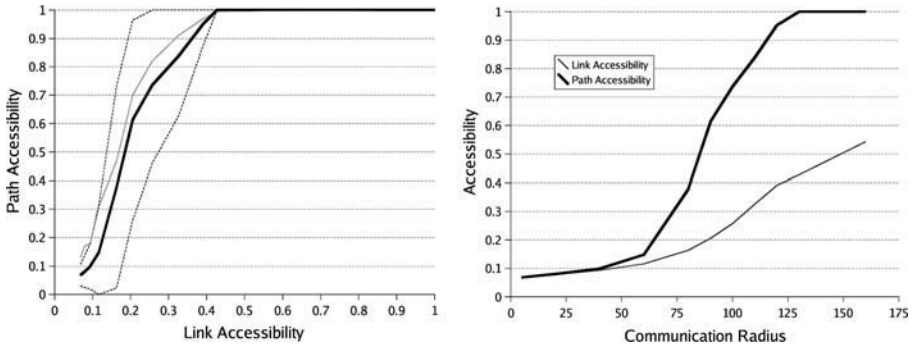 1
0.9
0.8
0.7
0.6
0.5
0.4
0.3
0.2
0.1
0
Path Accessibility
0 0.1 0.2 0.3 0.4 0.5 0.6 0.7 0.8 0.9 1
Link Accessibility
1
0.9
0.8
0.7
0.6
0.5
0.4
0.3
0.2
0.1
0
Accessibility
Link Accessibility
Path Accessibility
0 25 50 75 100 125 150 175
Communication Radius